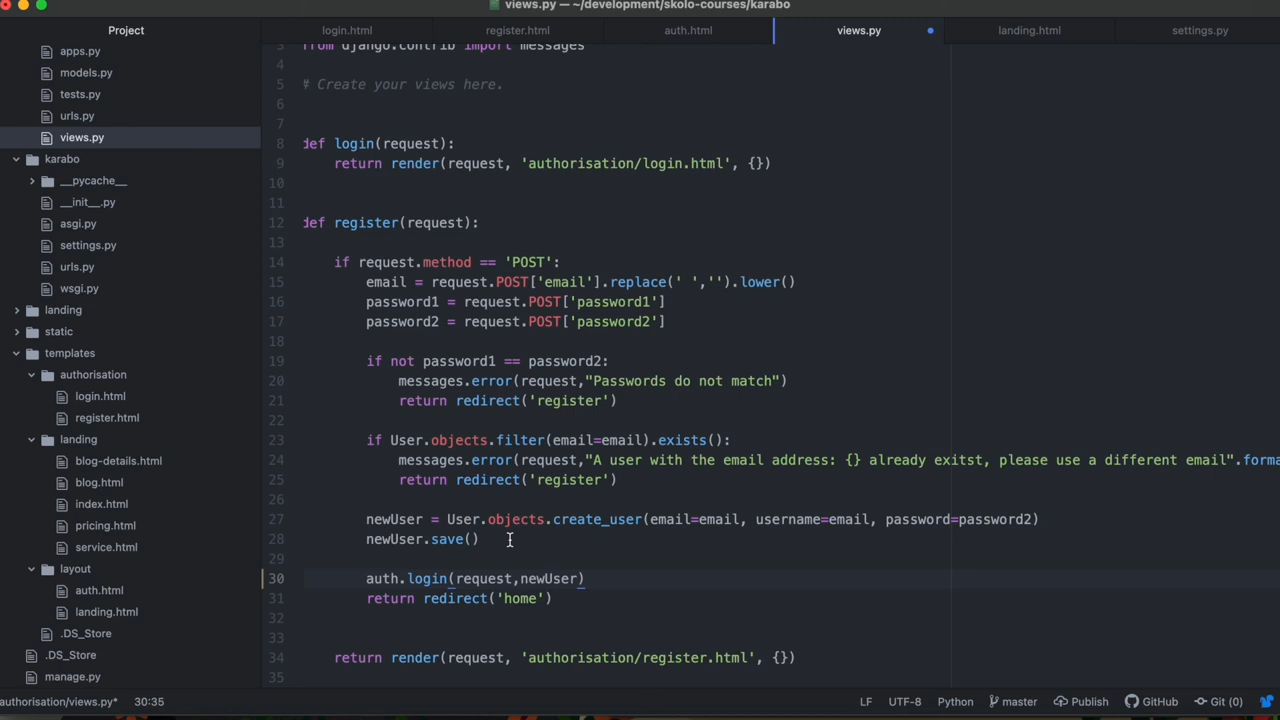 views.py — ~/development/skolo-courses/karabo
Project
login.html
register.html
auth.html
views.py
landing.html
settings.py
apps.py
models.py
tests.py
urls.py
views.py
karabo
__pycache__
__init__.py
asgi.py
settings.py
urls.py
wsgi.py
landing
static
templates
authorisation
login.html
register.html
landing
blog-details.html
blog.html
index.html
pricing.html
service.html
layout
auth.html
landing.html
.DS_Store
.DS_Store
manage.py
3 from django.contrib import messages
4
5 # Create your views here.
6
7
8 def login(request):
9 return render(request, 'authorisation/login.html', {})
10
11
12 def register(request):
13
14 if request.method == 'POST':
15 email = request.POST['email'].replace(' ','').lower()
16 password1 = request.POST['password1']
17 password2 = request.POST['password2']
18
19 if not password1 == password2:
20 messages.error(request,"Passwords do not match")
21 return redirect('register')
22
23 if User.objects.filter(email=email).exists():
24 messages.error(request,"A user with the email address: {} already exitst, please use a different email".forma
25 return redirect('register')
26
27 newUser = User.objects.create_user(email=email, username=email, password=password2)
28 newUser.save()
29
30 auth.login(request,newUser)
31 return redirect('home')
32
33
34 return render(request, 'authorisation/register.html', {})
35
authorisation/views.py* 30:35 LF UTF-8 Python master Publish GitHub Git (0)